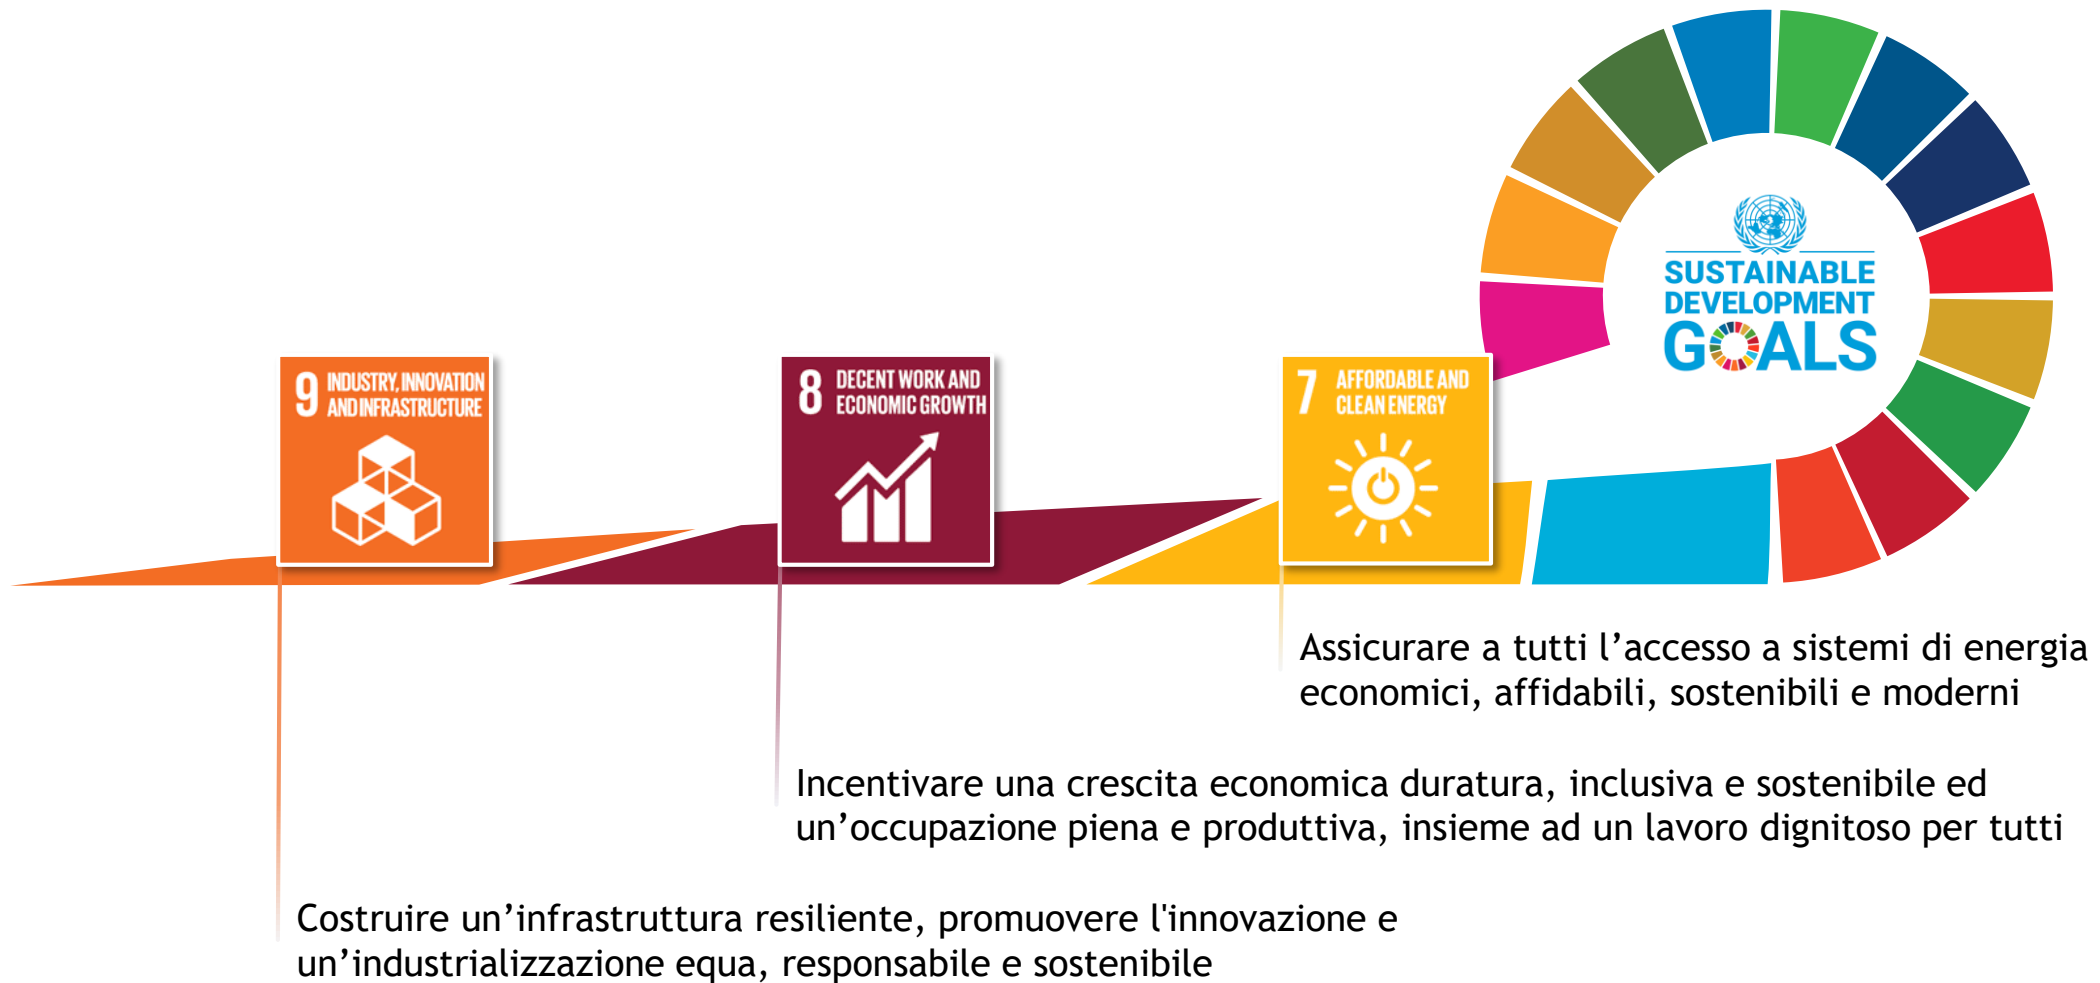 SUSTAINABLE
DEVELOPMENT
GOALS
9 INDUSTRY, INNOVATION
AND INFRASTRUCTURE
8 DECENT WORK AND
ECONOMIC GROWTH
7 AFFORDABLE AND
CLEAN ENERGY
Assicurare a tutti l’accesso a sistemi di energia
economici, affidabili, sostenibili e moderni
Incentivare una crescita economica duratura, inclusiva e sostenibile ed
un’occupazione piena e produttiva, insieme ad un lavoro dignitoso per tutti
Costruire un’infrastruttura resiliente, promuovere l'innovazione e
un’industrializzazione equa, responsabile e sostenibile